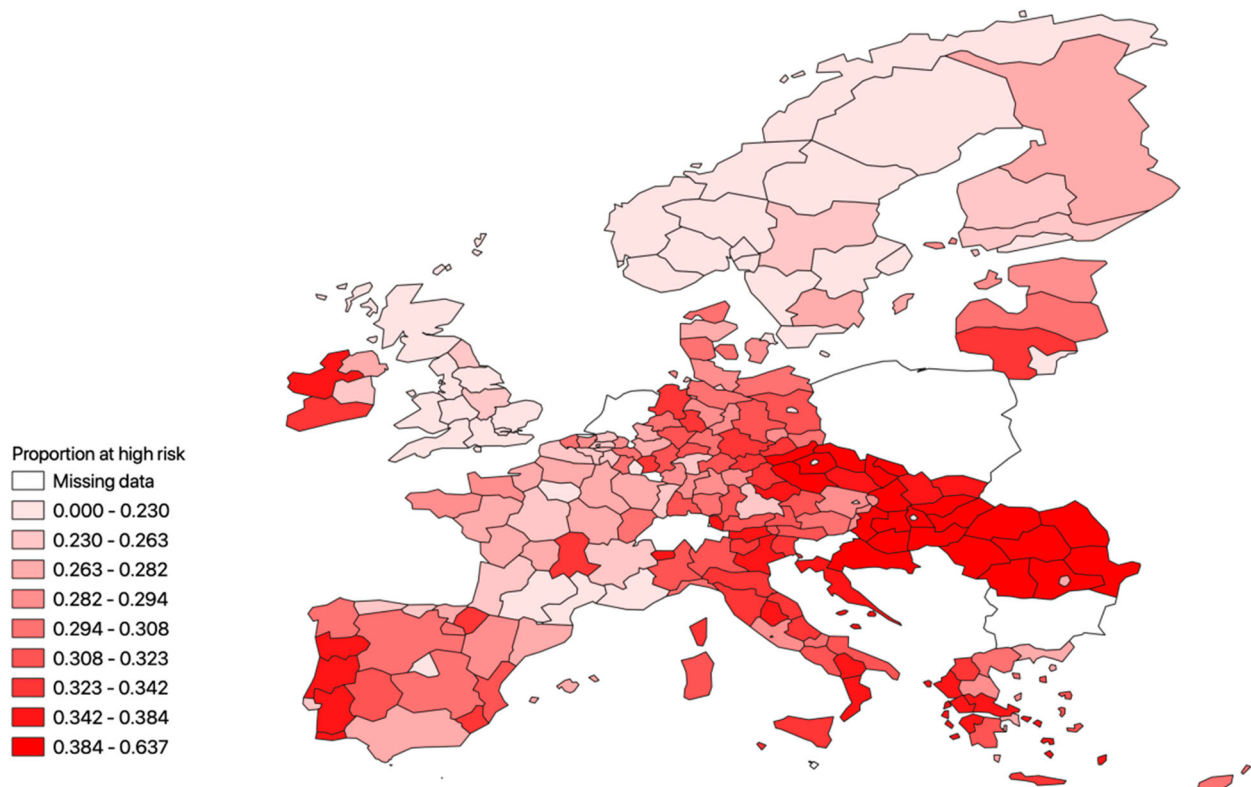 Proportion at high risk
Missing data
0.000 - 0.230
0.230 - 0.263
0.263 - 0.282
0.282 - 0.294
0.294 - 0.308
0.308 - 0.323
0.323 - 0.342
0.342 - 0.384
0.384 - 0.637